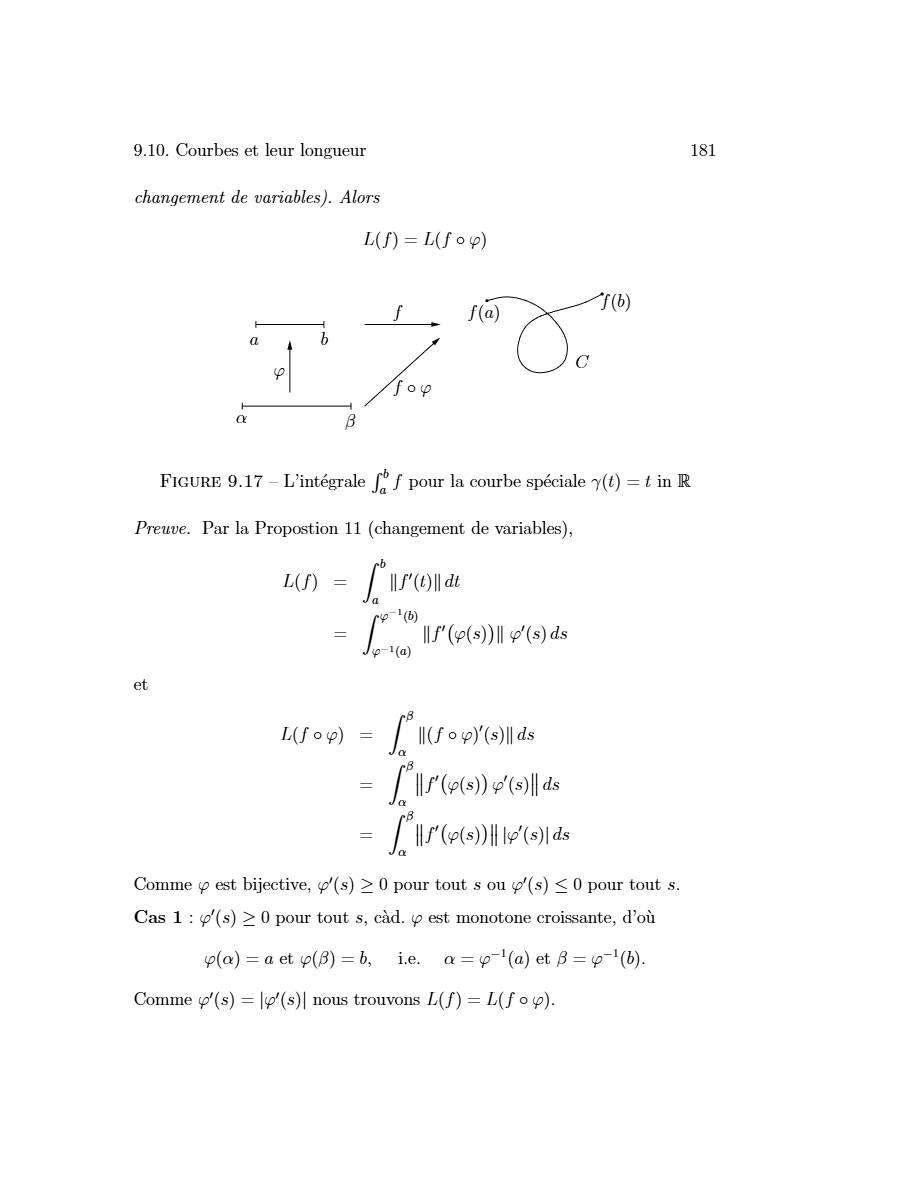 9.10. Courbes et leur longueur 181
changement de variables). Alors
L(f) = L(f ∘ φ)
a b
f
f(a) f(b)
φ
C
f ∘ φ
α β
FIGURE 9.17 – L'intégrale ∫_a^b f pour la courbe spéciale γ(t) = t in ℝ
Preuve. Par la Propostion 11 (changement de variables),
L(f) = ∫_a^b ‖f′(t)‖ dt
= ∫_{φ⁻¹(a)}^{φ⁻¹(b)} ‖f′(φ(s))‖ φ′(s) ds
et
L(f ∘ φ) = ∫_α^β ‖(f ∘ φ)′(s)‖ ds
= ∫_α^β ‖f′(φ(s)) φ′(s)‖ ds
= ∫_α^β ‖f′(φ(s))‖ |φ′(s)| ds
Comme φ est bijective, φ′(s) ≥ 0 pour tout s ou φ′(s) ≤ 0 pour tout s.
Cas 1 : φ′(s) ≥ 0 pour tout s, càd. φ est monotone croissante, d'où
φ(α) = a et φ(β) = b, i.e. α = φ⁻¹(a) et β = φ⁻¹(b).
Comme φ′(s) = |φ′(s)| nous trouvons L(f) = L(f ∘ φ).